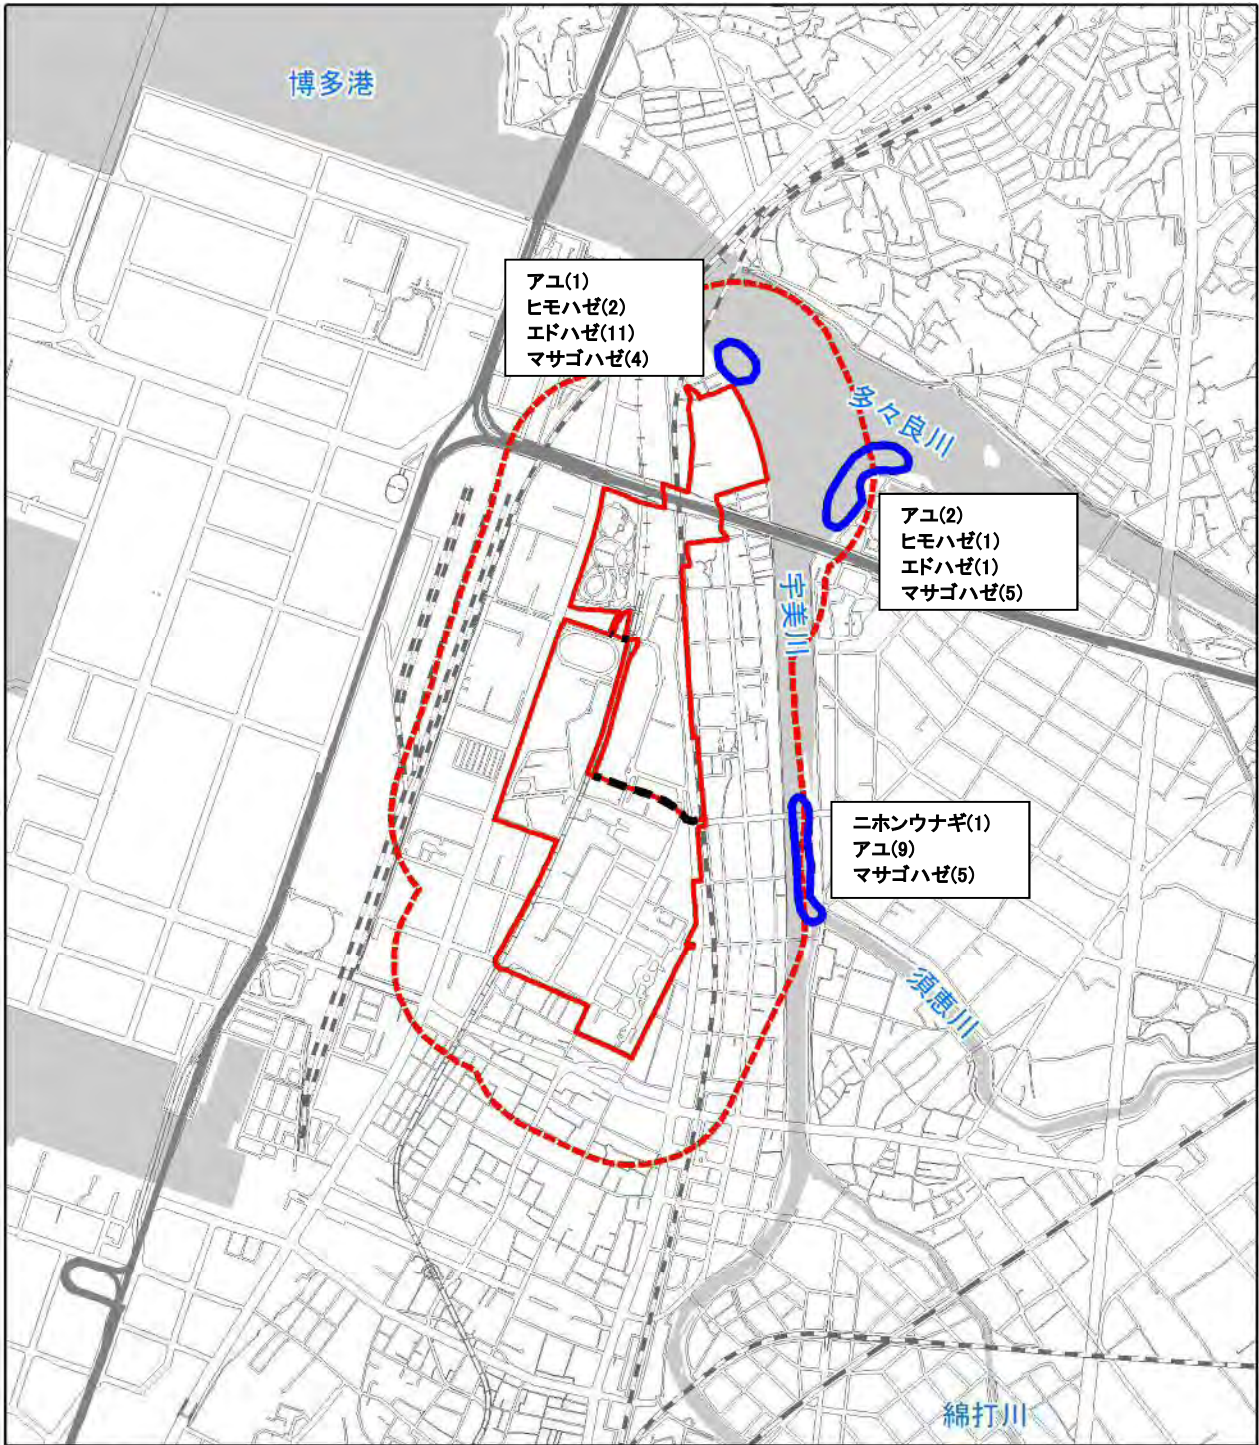 博多港
アユ(1)
ヒモハゼ(2)
エドハゼ(11)
マサゴハゼ(4)
多々良川
アユ(2)
ヒモハゼ(1)
エドハゼ(1)
マサゴハゼ(5)
宇美川
ニホンウナギ(1)
アユ(9)
マサゴハゼ(5)
須恵川
綿打川